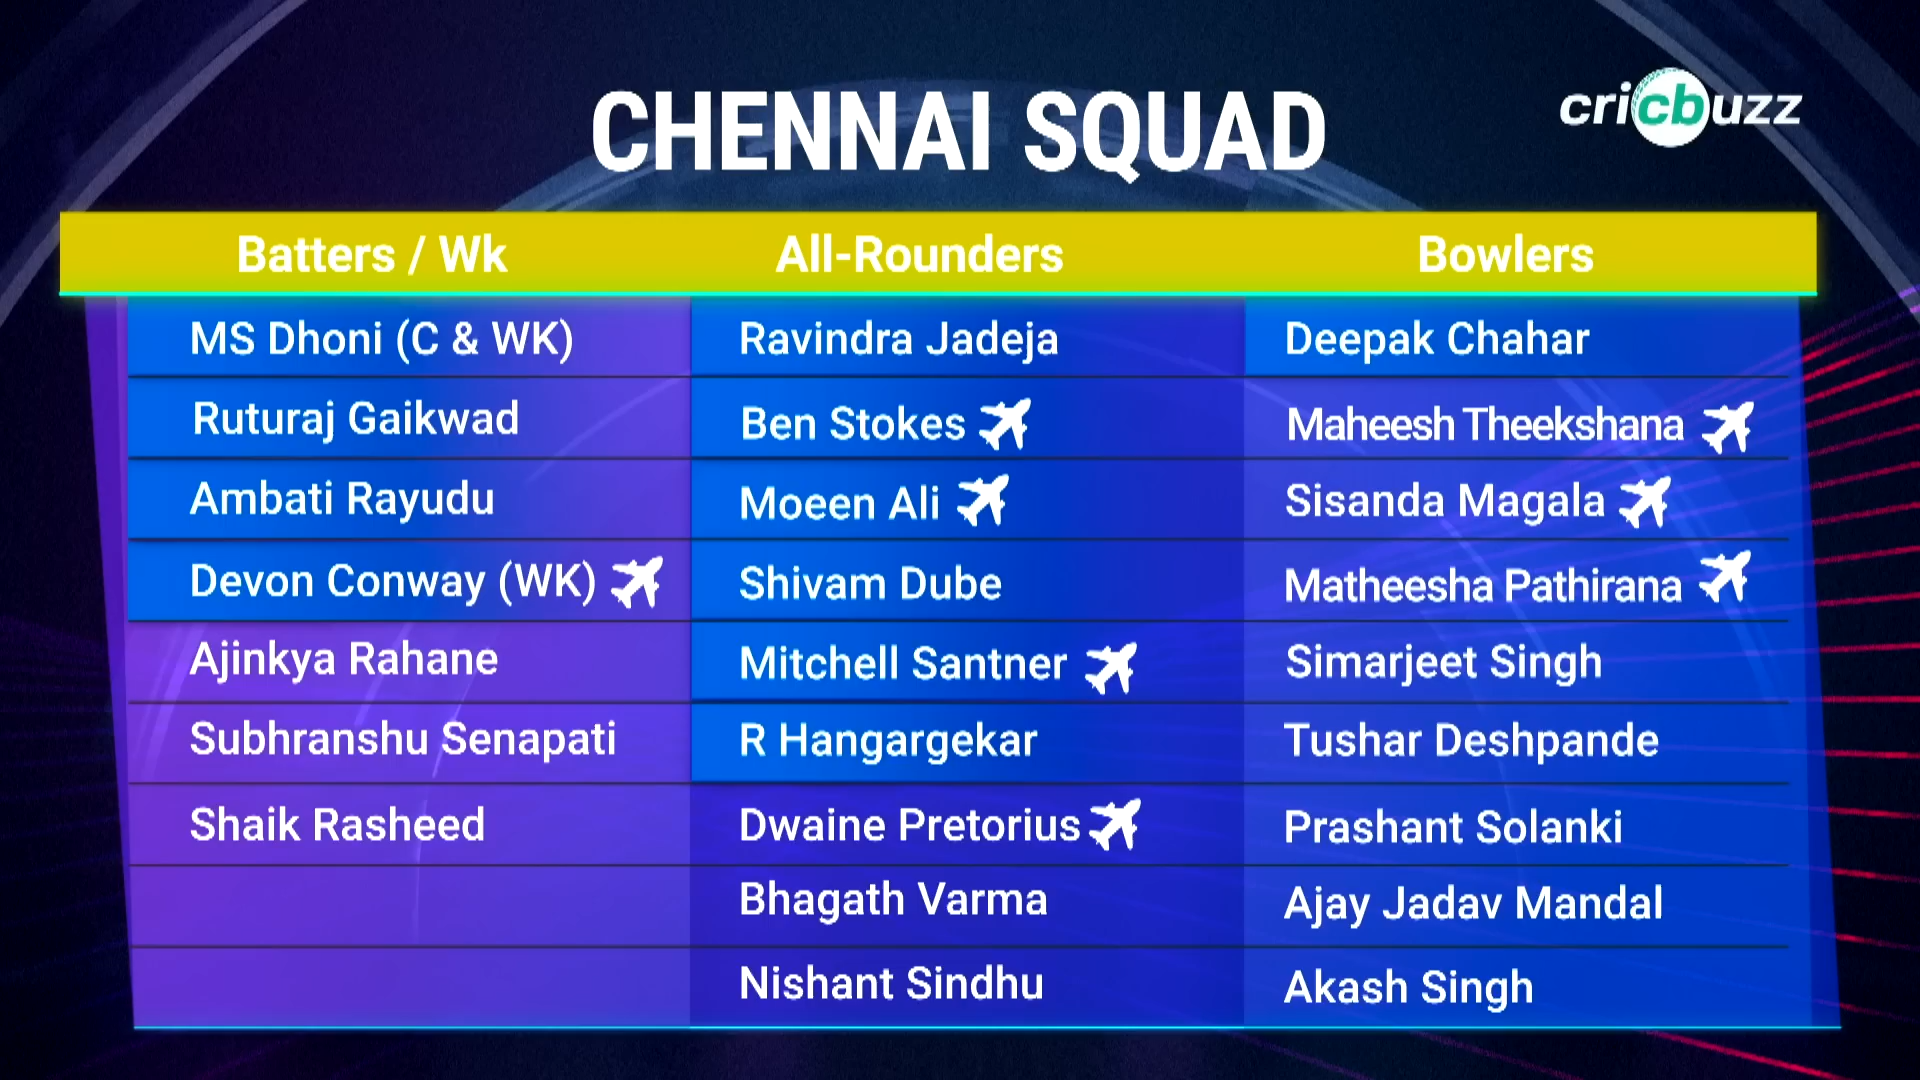 CHENNAI SQUAD
cricbuzz
Batters / Wk
All-Rounders
Bowlers
MS Dhoni (C & WK)
Ravindra Jadeja
Deepak Chahar
Ruturaj Gaikwad
Ben Stokes
Maheesh Theekshana
Ambati Rayudu
Moeen Ali
Sisanda Magala
Devon Conway (WK)
Shivam Dube
Matheesha Pathirana
Ajinkya Rahane
Mitchell Santner
Simarjeet Singh
Subhranshu Senapati
R Hangargekar
Tushar Deshpande
Shaik Rasheed
Dwaine Pretorius
Prashant Solanki
Bhagath Varma
Ajay Jadav Mandal
Nishant Sindhu
Akash Singh